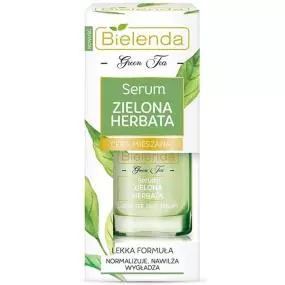 NOWOŚĆ
Bielenda
Green Tea
Serum
ZIELONA
HERBATA
CERA MIESZANA
Bielenda
Green Tea
Serum
ZIELONA
HERBATA
LEKKA FORMUŁA
NORMALIZUJE, NAWILŻA
WYGŁADZA